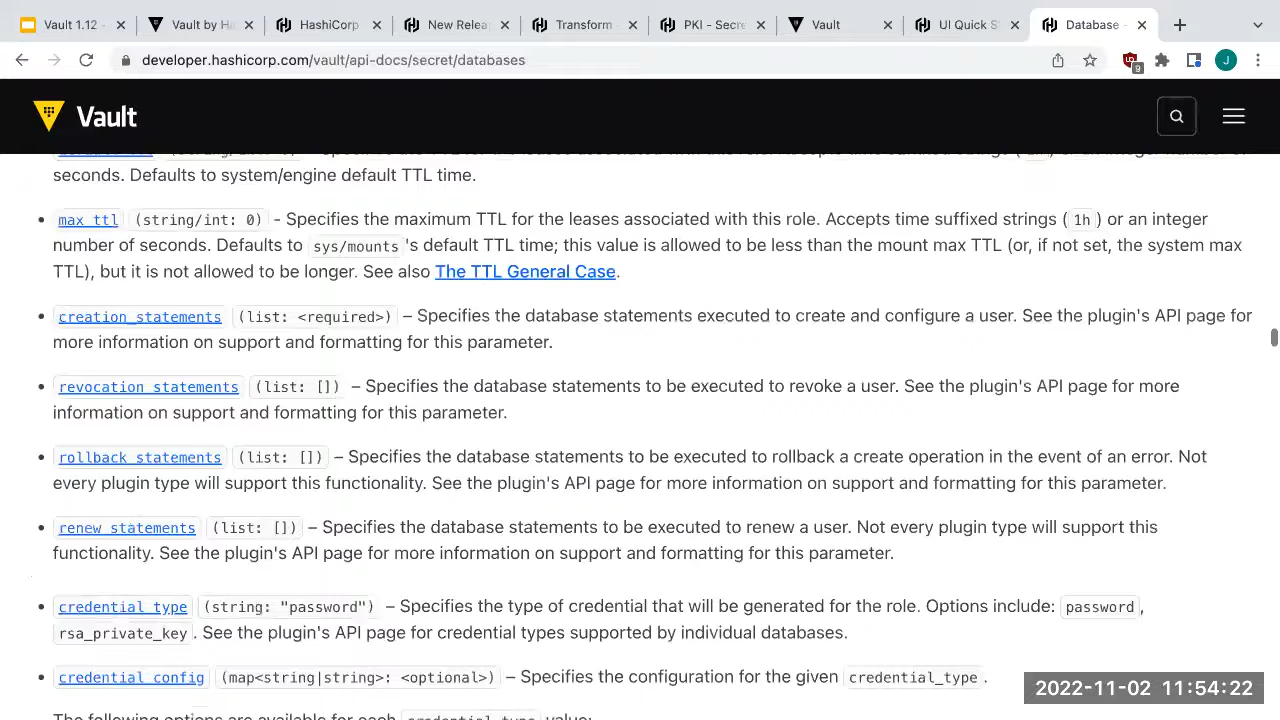 Vault 1.12 -
Vault by Ha
HashiCorp
New Relea
Transform
PKI - Secre
Vault
UI Quick S
Database -
developer.hashicorp.com/vault/api-docs/secret/databases
9
J
Vault
seconds. Defaults to system/engine default TTL time.
• max_ttl (string/int: 0) - Specifies the maximum TTL for the leases associated with this role. Accepts time suffixed strings ( 1h ) or an integer
number of seconds. Defaults to sys/mounts 's default TTL time; this value is allowed to be less than the mount max TTL (or, if not set, the system max
TTL), but it is not allowed to be longer. See also The TTL General Case.
• creation_statements (list: <required>) – Specifies the database statements executed to create and configure a user. See the plugin's API page for
more information on support and formatting for this parameter.
• revocation_statements (list: []) – Specifies the database statements to be executed to revoke a user. See the plugin's API page for more
information on support and formatting for this parameter.
• rollback_statements (list: []) – Specifies the database statements to be executed to rollback a create operation in the event of an error. Not
every plugin type will support this functionality. See the plugin's API page for more information on support and formatting for this parameter.
• renew_statements (list: []) – Specifies the database statements to be executed to renew a user. Not every plugin type will support this
functionality. See the plugin's API page for more information on support and formatting for this parameter.
• credential_type (string: "password") – Specifies the type of credential that will be generated for the role. Options include: password ,
rsa_private_key . See the plugin's API page for credential types supported by individual databases.
• credential_config (map<string|string>: <optional>) – Specifies the configuration for the given credential_type .
The following options are available for each credential_type value:
2022-11-02 11:54:22